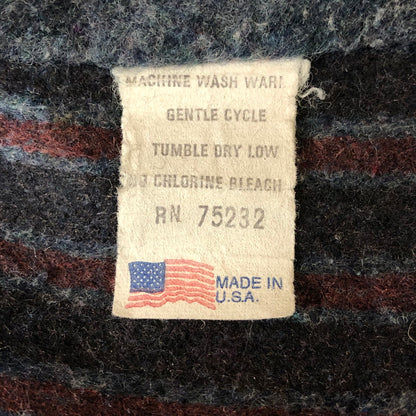 MACHINE WASH WARM
GENTLE CYCLE
TUMBLE DRY LOW
NO CHLORINE BLEACH
RN 75232
MADE IN
U.S.A.